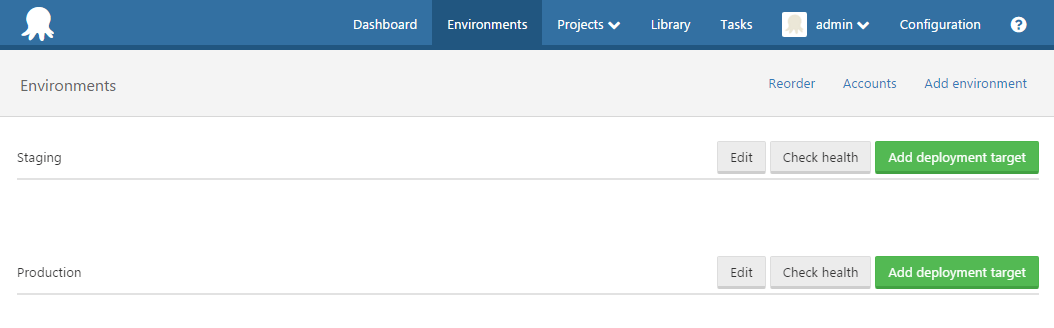 Dashboard Environments Projects Library Tasks admin Configuration ?
Environments Reorder Accounts Add environment
Staging Edit Check health Add deployment target
Production Edit Check health Add deployment target